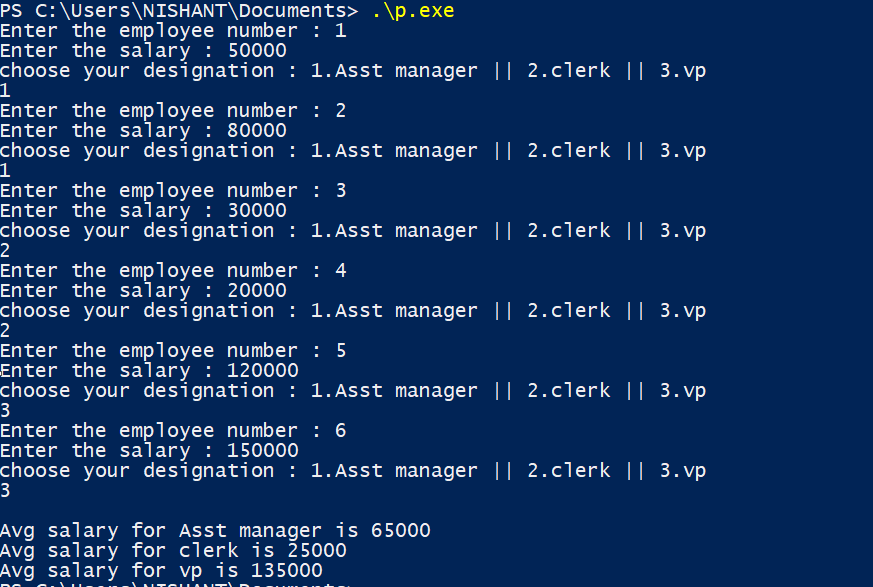 PS C:\Users\NISHANT\Documents> .\p.exe
Enter the employee number : 1
Enter the salary : 50000
choose your designation : 1.Asst manager || 2.clerk || 3.vp
1
Enter the employee number : 2
Enter the salary : 80000
choose your designation : 1.Asst manager || 2.clerk || 3.vp
1
Enter the employee number : 3
Enter the salary : 30000
choose your designation : 1.Asst manager || 2.clerk || 3.vp
2
Enter the employee number : 4
Enter the salary : 20000
choose your designation : 1.Asst manager || 2.clerk || 3.vp
2
Enter the employee number : 5
Enter the salary : 120000
choose your designation : 1.Asst manager || 2.clerk || 3.vp
3
Enter the employee number : 6
Enter the salary : 150000
choose your designation : 1.Asst manager || 2.clerk || 3.vp
3
Avg salary for Asst manager is 65000
Avg salary for clerk is 25000
Avg salary for vp is 135000
PS C:\Users\NISHANT\Documents>